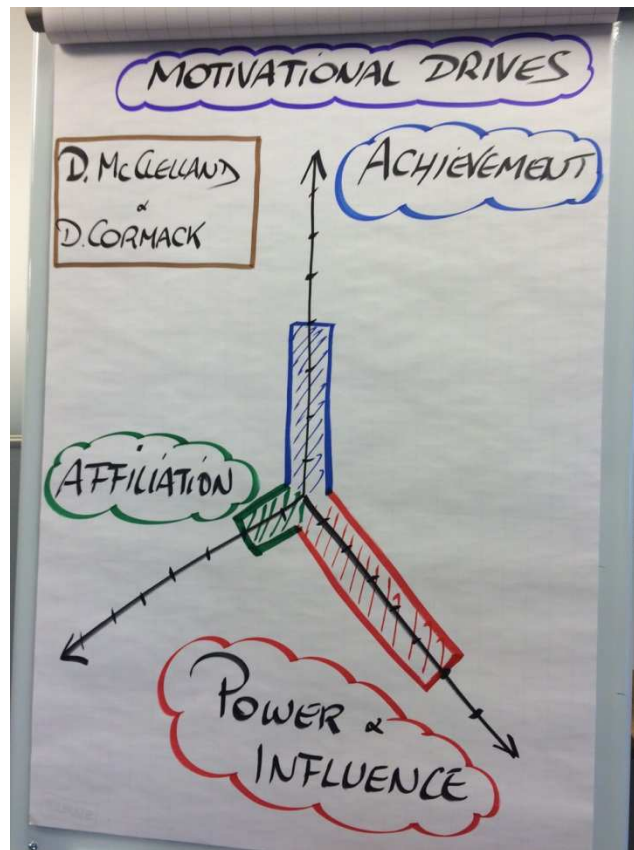 MOTIVATIONAL DRIVES
D. McCLELLAND
&
D. CORMACK
ACHIEVEMENT
AFFILIATION
POWER &
INFLUENCE